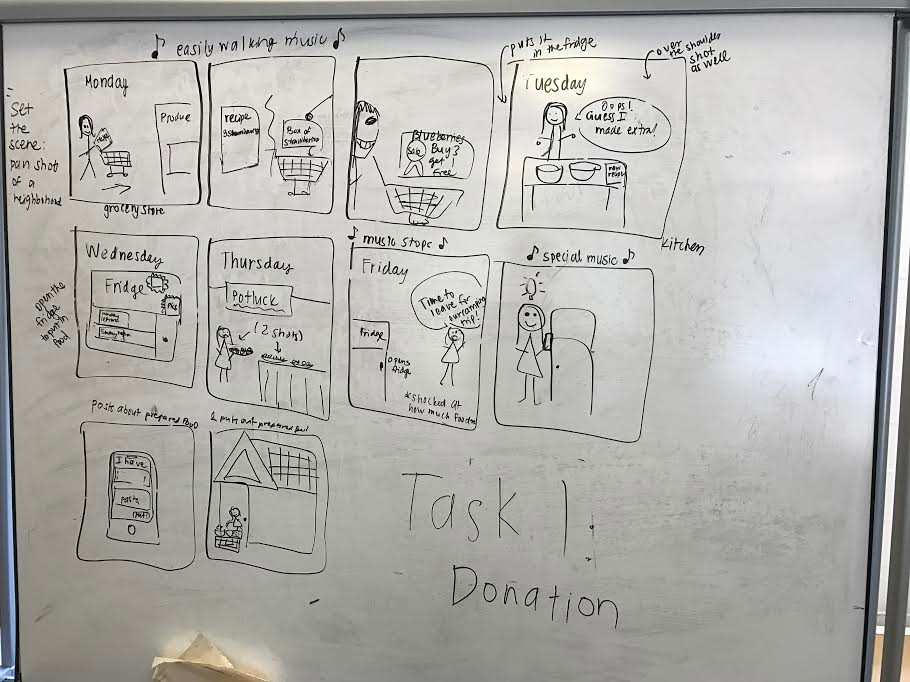 ♪ easily walking music ♪
puts it
in the fridge
over
the shoulder
shot
as well
Set
the
scene:
pan shot
of a
neighborhood
Monday
Produce
grocery store
recipe
3 strawberries
Box of
strawberries
Blueberries
Buy 3
get 1
free
Tuesday
Oops!
Guess I
made extra!
kitchen
open the
fridge
to put in
food
Wednesday
Fridge
Thursday
Potluck
(2 shots)
♪ music stops ♪
Friday
Time to
leave for
our camping
trip!
Fridge
opens
fridge
shocked at
how much food
♪ special music ♪
posts about prepared food
I have
pasta
& puts out prepared food
Task 1:
Donation